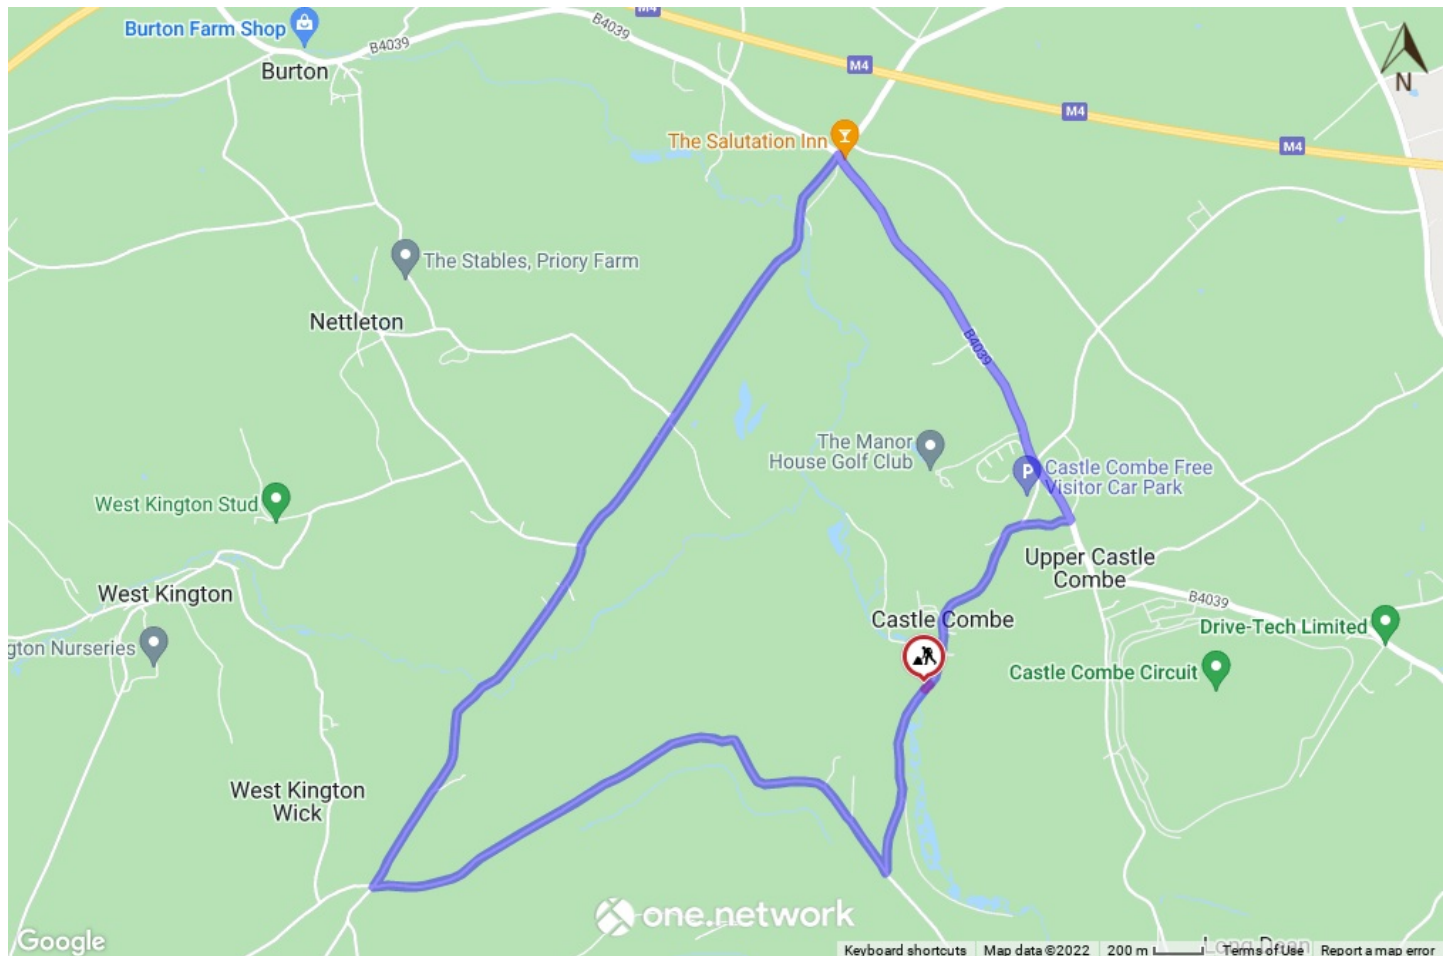 M4
Burton Farm Shop
B4039
B4039
Burton
M4
N
M4
The Salutation Inn
M4
The Stables, Priory Farm
Nettleton
B4039
The Manor
House Golf Club
P
Castle Combe Free
Visitor Car Park
West Kington Stud
Upper Castle
Combe
West Kington
B4039
Castle Combe
Drive-Tech Limited
gton Nurseries
Castle Combe Circuit
West Kington
Wick
one.network
Google
Long Dean
Keyboard shortcuts
Map data ©2022
200 m
Terms of Use
Report a map error